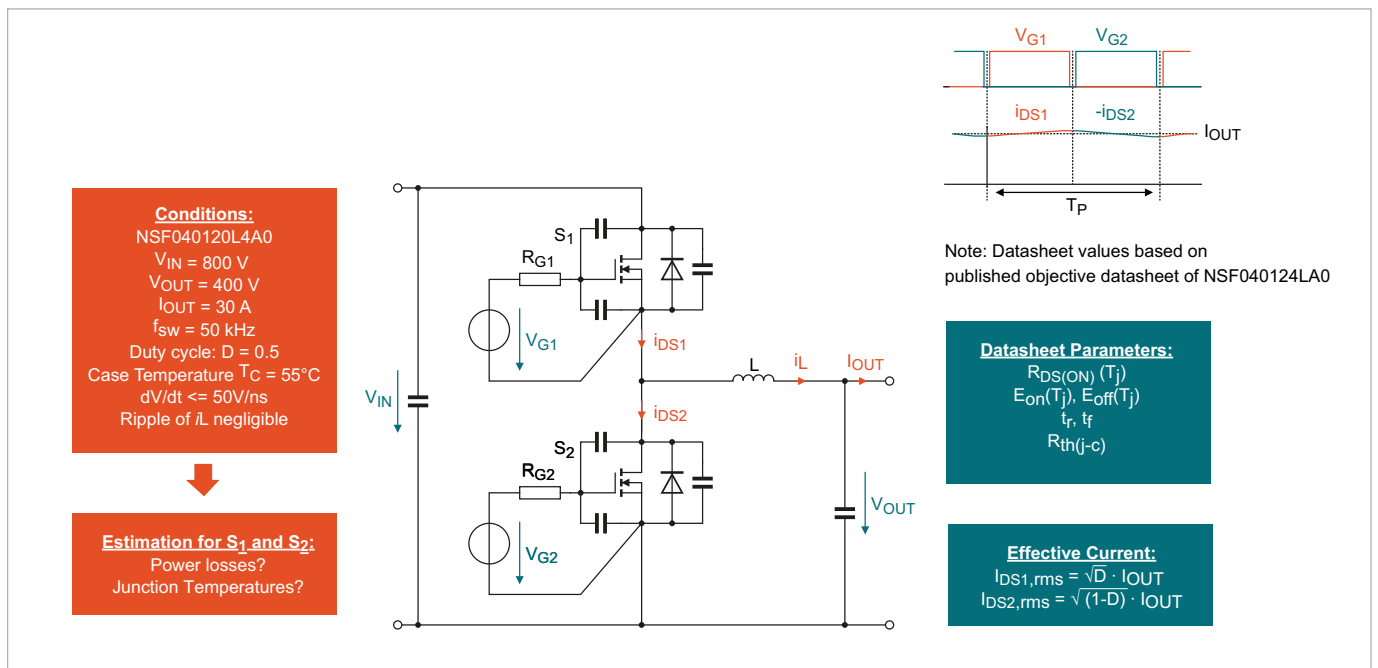 Conditions:
NSF040120L4A0
VIN = 800 V
VOUT = 400 V
IOUT = 30 A
fsw = 50 kHz
Duty cycle: D = 0.5
Case Temperature TC = 55°C
dV/dt <= 50V/ns
Ripple of iL negligible
Estimation for S1 and S2:
Power losses?
Junction Temperatures?
VIN
S1
RG1
VG1
iDS1
L
iL
IOUT
iDS2
S2
RG2
VG2
VOUT
VG1
VG2
iDS1
-iDS2
IOUT
TP
Note: Datasheet values based on
published objective datasheet of NSF040124LA0
Datasheet Parameters:
RDS(ON) (Tj)
Eon(Tj), Eoff(Tj)
tr, tf
Rth(j-c)
Effective Current:
IDS1,rms = √D · IOUT
IDS2,rms = √(1-D) · IOUT